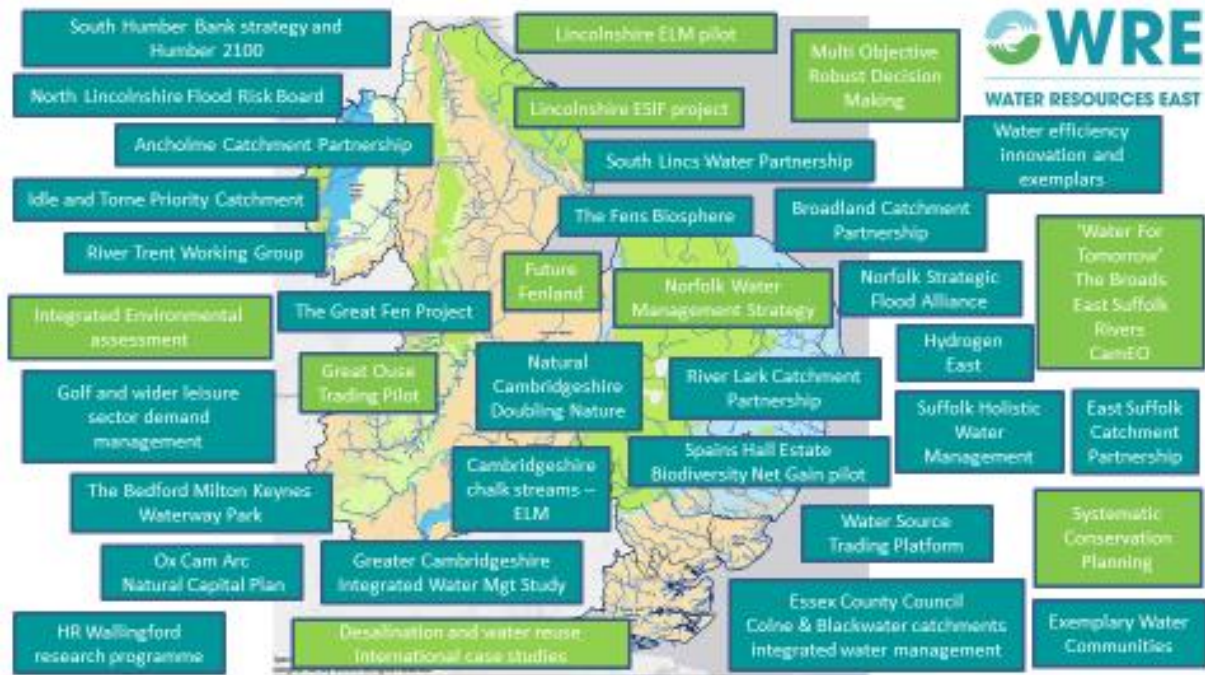 South Humber Bank strategy and
Humber 2100
Lincolnshire ELM pilot
Multi Objective
Robust Decision
Making
WRE
WATER RESOURCES EAST
North Lincolnshire Flood Risk Board
Lincolnshire ESIF project
Ancholme Catchment Partnership
South Lincs Water Partnership
Water efficiency
innovation and
exemplars
Idle and Torne Priority Catchment
The Fens Biosphere
Broadland Catchment
Partnership
River Trent Working Group
'Water For
Tomorrow'
The Broads
East Suffolk
Rivers
CamEO
Future
Fenland
Norfolk Water
Management Strategy
Norfolk Strategic
Flood Alliance
Integrated Environmental
assessment
The Great Fen Project
Hydrogen
East
Great Ouse
Trading Pilot
Natural
Cambridgeshire
Doubling Nature
River Lark Catchment
Partnership
Golf and wider leisure
sector demand
management
Suffolk Holistic
Water
Management
East Suffolk
Catchment
Partnership
Spains Hall Estate
Biodiversity Net Gain pilot
Cambridgeshire
chalk streams –
ELM
The Bedford Milton Keynes
Waterway Park
Water Source
Trading Platform
Systematic
Conservation
Planning
Ox Cam Arc
Natural Capital Plan
Greater Cambridgeshire
Integrated Water Mgt Study
Essex County Council
Colne & Blackwater catchments
integrated water management
HR Wallingford
research programme
Desalination and water reuse
international case studies
Exemplary Water
Communities